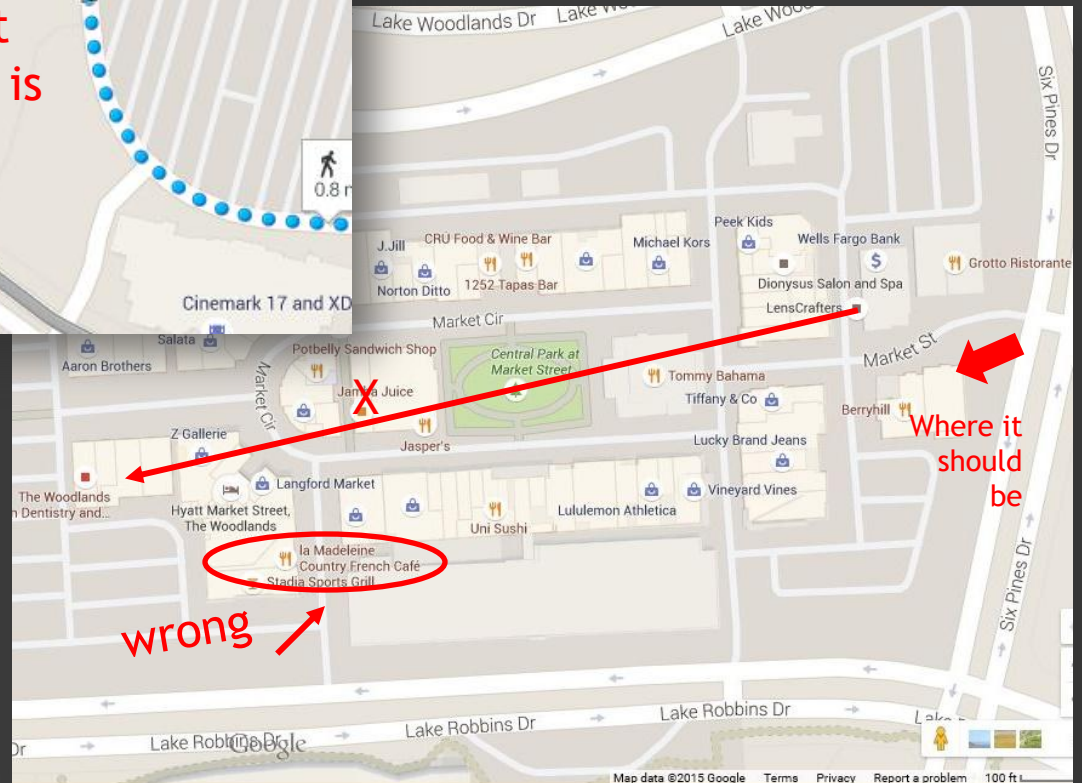 t
is
0.8
Cinemark 17 and XD
Lake Woodlands Dr
Lake
Lake
Six Pines Dr
Peek Kids
J.Jill
CRÚ Food & Wine Bar
Michael Kors
Wells Fargo Bank
Norton Ditto
1252 Tapas Bar
Dionysus Salon and Spa
Grotto Ristorante
LensCrafters
Market Cir
Salata
Aaron Brothers
Potbelly Sandwich Shop
Central Park at
Market Street
Market St
Market Cir
Jamba Juice
X
Tommy Bahama
Tiffany & Co
Berryhill
Where it
should
be
Jasper's
Z Gallerie
Lucky Brand Jeans
The Woodlands
n Dentistry and...
Langford Market
Hyatt Market Street,
The Woodlands
Uni Sushi
Lululemon Athletica
Vineyard Vines
la Madeleine
Country French Café
Stadia Sports Grill
wrong
Six Pines Dr
Lake Robbins Dr
Lake Robbins Dr
Lake Robbins Dr
Dr
Google
Map data ©2015 Google Terms Privacy Report a problem 100 ft